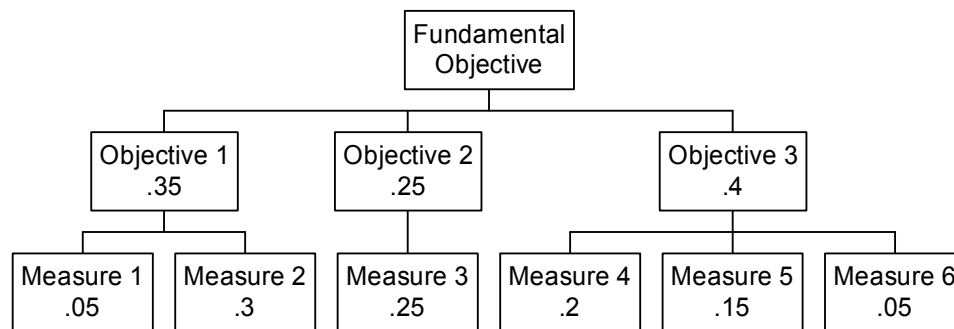 Fundamental
Objective
Objective 1
.35
Objective 2
.25
Objective 3
.4
Measure 1
.05
Measure 2
.3
Measure 3
.25
Measure 4
.2
Measure 5
.15
Measure 6
.05